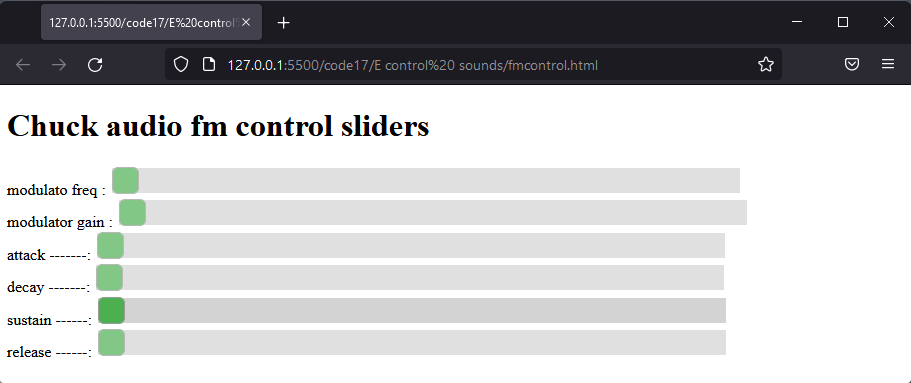 127.0.0.1:5500/code17/E%20control%
127.0.0.1:5500/code17/E control%20 sounds/fmcontrol.html
Chuck audio fm control sliders
modulato freq :
modulator gain :
attack -------:
decay -------:
sustain ------:
release ------: